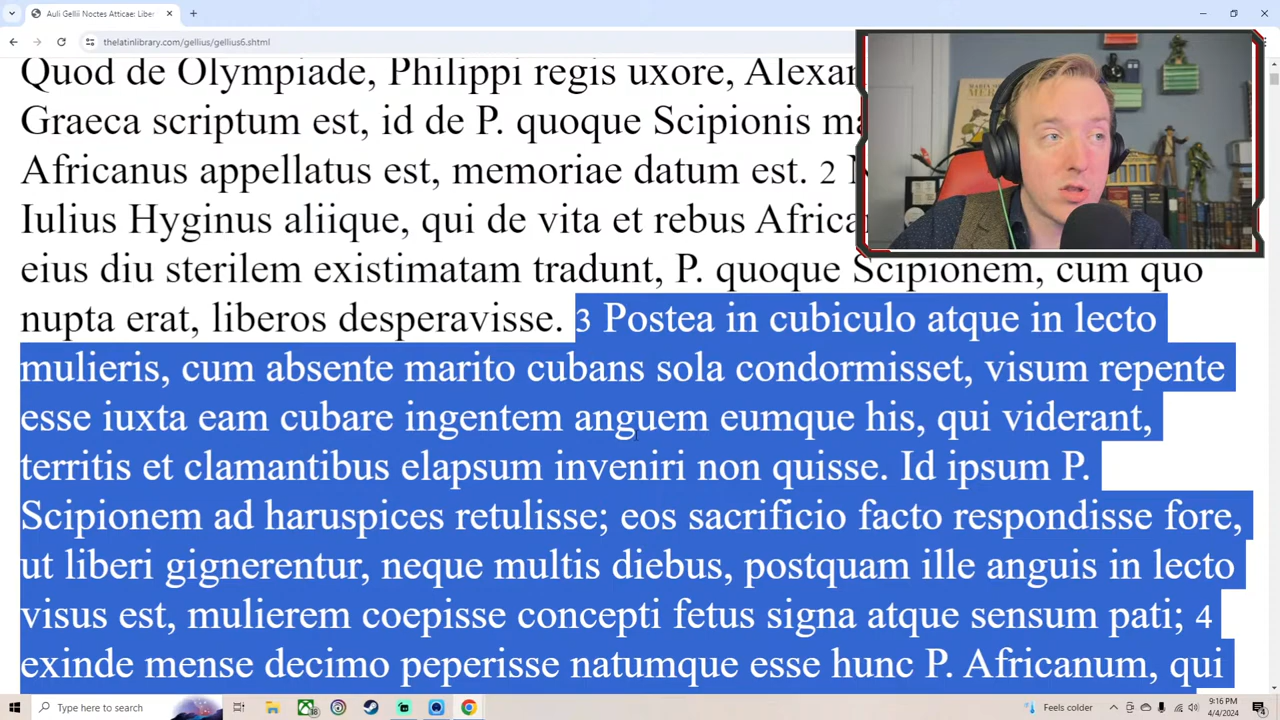 Auli Gellii Noctes Atticae: Liber
thelatinlibrary.com/gellius/gellius6.shtml
Quod de Olympiade, Philippi regis uxore,
Graeca scriptum est, id de P. quoque Scipionis
Africanus appellatus est, memoriae datum est. 2
Iulius Hyginus aliique, qui de vita et rebus
eius diu sterilem existimatam tradunt, P. quoque Scipionem, cum quo
nupta erat, liberos desperavisse. 3 Postea in cubiculo atque in lecto
mulieris, cum absente marito cubans sola condormisset, visum repente
esse iuxta eam cubare ingentem anguem eumque his, qui viderant,
territis et clamantibus elapsum inveniri non quisse. Id ipsum P.
Scipionem ad haruspices retulisse; eos sacrificio facto respondisse fore,
ut liberi gignerentur, neque multis diebus, postquam ille anguis in lecto
visus est, mulierem coepisse concepti fetus signa atque sensum pati; 4
exinde mense decimo peperisse natumque esse hunc P. Africanum, qui
Type here to search
Feels colder
9:16 PM
4/4/2024